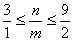 3/1 ≤ n/m ≤ 9/2